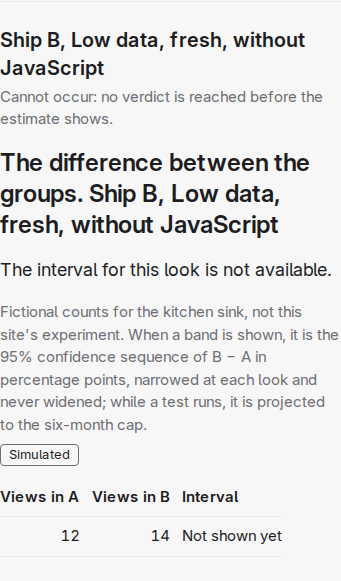 Ship B, Low data, fresh, without
JavaScript
Cannot occur: no verdict is reached before the
estimate shows.
The difference between the
groups. Ship B, Low data,
fresh, without JavaScript
The interval for this look is not available.
Fictional counts for the kitchen sink, not this
site's experiment. When a band is shown, it is the
95% confidence sequence of B − A in
percentage points, narrowed at each look and
never widened; while a test runs, it is projected
to the six-month cap.
Simulated
Views in A Views in B Interval
12 14 Not shown yet